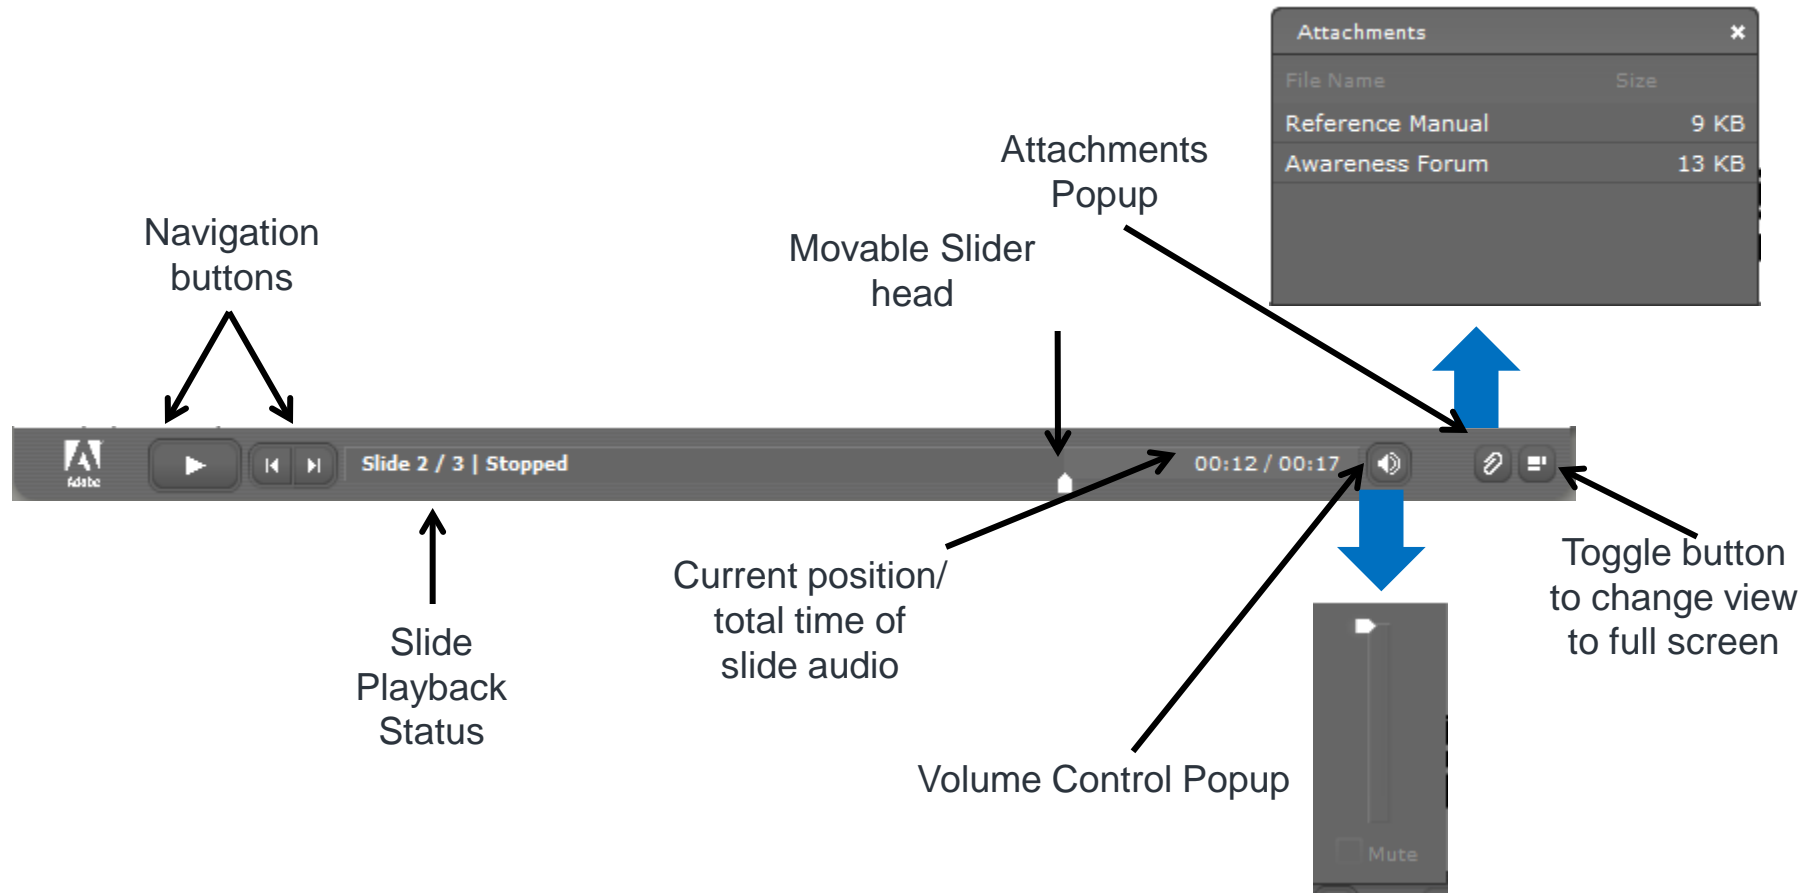 Attachments
File Name Size
Reference Manual 9 KB
Awareness Forum 13 KB
Attachments
Popup
Navigation
buttons
Movable Slider
head
Adobe
Slide 2 / 3 | Stopped
00:12 / 00:17
Slide
Playback
Status
Current position/
total time of
slide audio
Toggle button
to change view
to full screen
Volume Control Popup
Mute